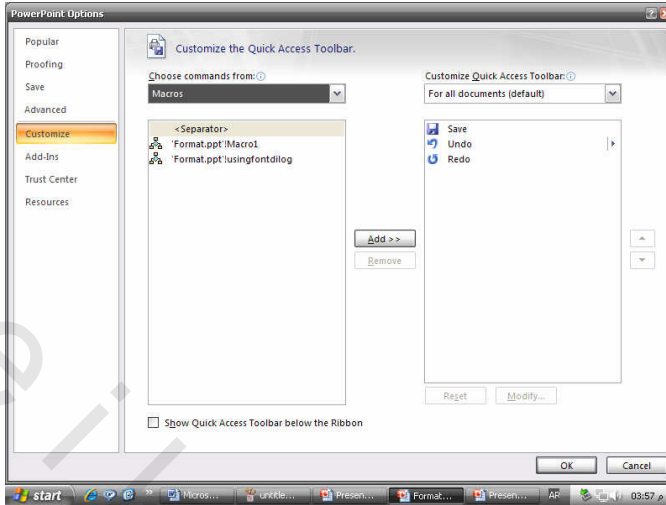 PowerPoint Options
Popular
Proofing
Save
Advanced
Customize
Add-Ins
Trust Center
Resources
Customize the Quick Access Toolbar.
Choose commands from:
Macros
<Separator>
'Format.ppt'!Macro1
'Format.ppt'!usingfontdilog
Add >>
Remove
Customize Quick Access Toolbar:
For all documents (default)
Save
Undo
Redo
Reset Modify...
Show Quick Access Toolbar below the Ribbon
OK Cancel
start Micros... untitle... Presen... Format... Presen... AR 03:57 م